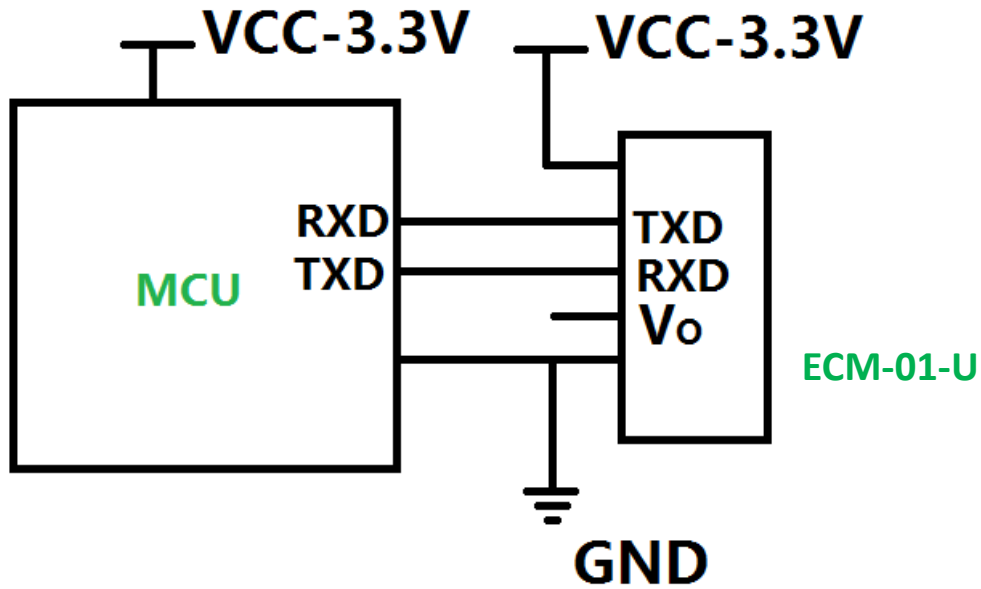 VCC-3.3V
VCC-3.3V
RXD
TXD
MCU
TXD
RXD
Vo
ECM-01-U
GND